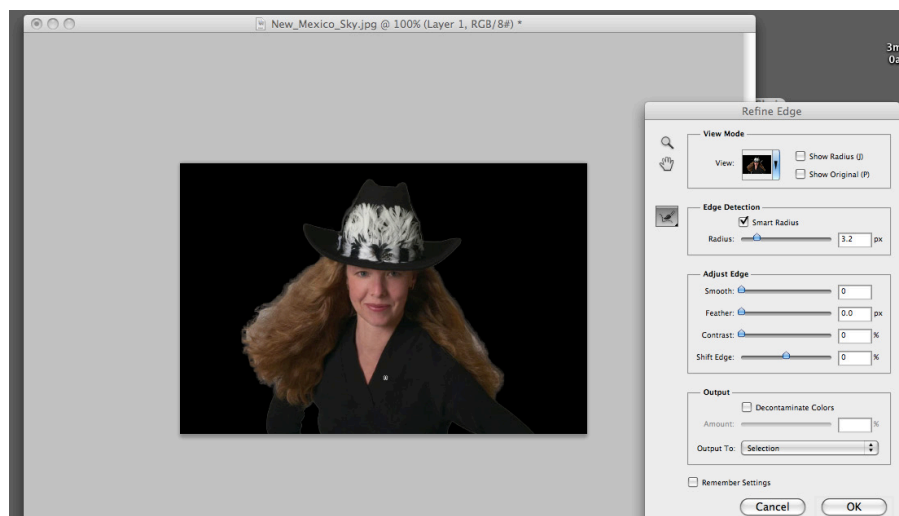 New_Mexico_Sky.jpg @ 100% (Layer 1, RGB/8#) *
3m
0a
Refine Edge
View Mode
View:
Show Radius (J)
Show Original (P)
Edge Detection
Smart Radius
Radius: 3.2 px
Adjust Edge
Smooth: 0
Feather: 0.0 px
Contrast: 0 %
Shift Edge: 0 %
Output
Decontaminate Colors
Amount: %
Output To: Selection
Remember Settings
Cancel OK